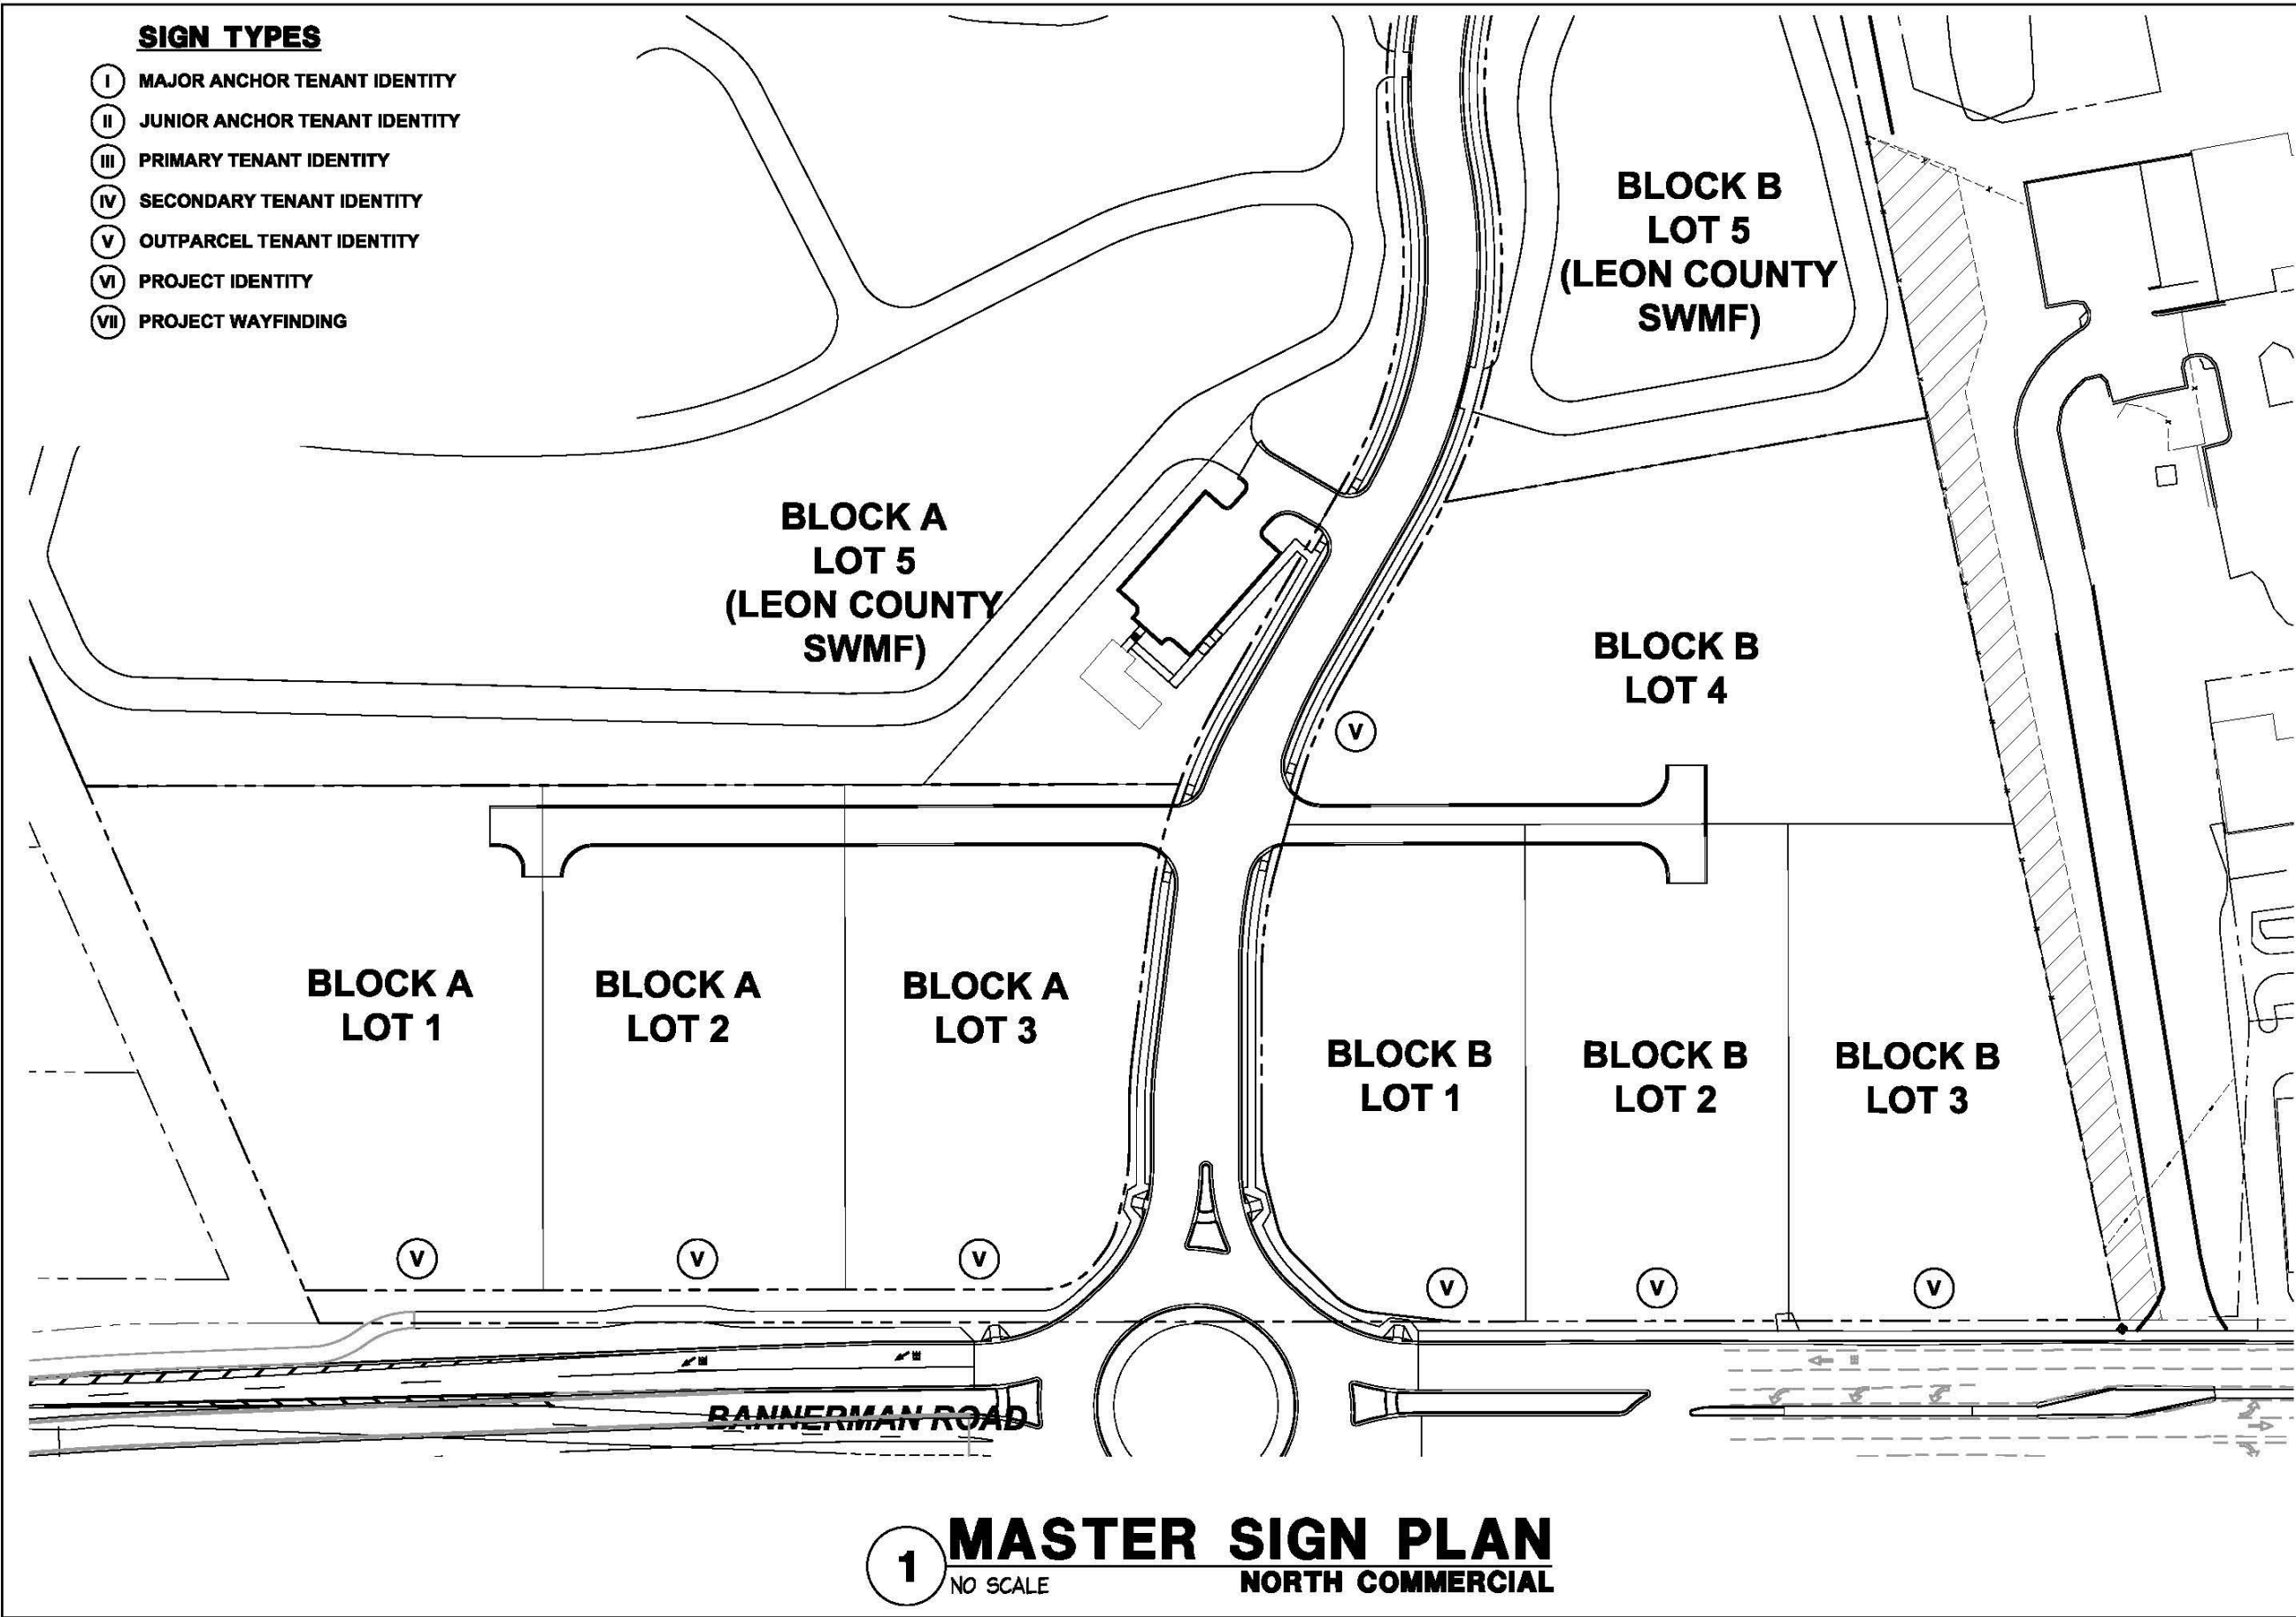 SIGN TYPES
I MAJOR ANCHOR TENANT IDENTITY
II JUNIOR ANCHOR TENANT IDENTITY
III PRIMARY TENANT IDENTITY
IV SECONDARY TENANT IDENTITY
V OUTPARCEL TENANT IDENTITY
VI PROJECT IDENTITY
VII PROJECT WAYFINDING
BLOCK B
LOT 5
(LEON COUNTY
SWMF)
BLOCK A
LOT 5
(LEON COUNTY
SWMF)
BLOCK B
LOT 4
V
BLOCK A
LOT 1
BLOCK A
LOT 2
BLOCK A
LOT 3
BLOCK B
LOT 1
BLOCK B
LOT 2
BLOCK B
LOT 3
V
V
V
V
V
V
BANNERMAN ROAD
1 MASTER SIGN PLAN
NO SCALE NORTH COMMERCIAL